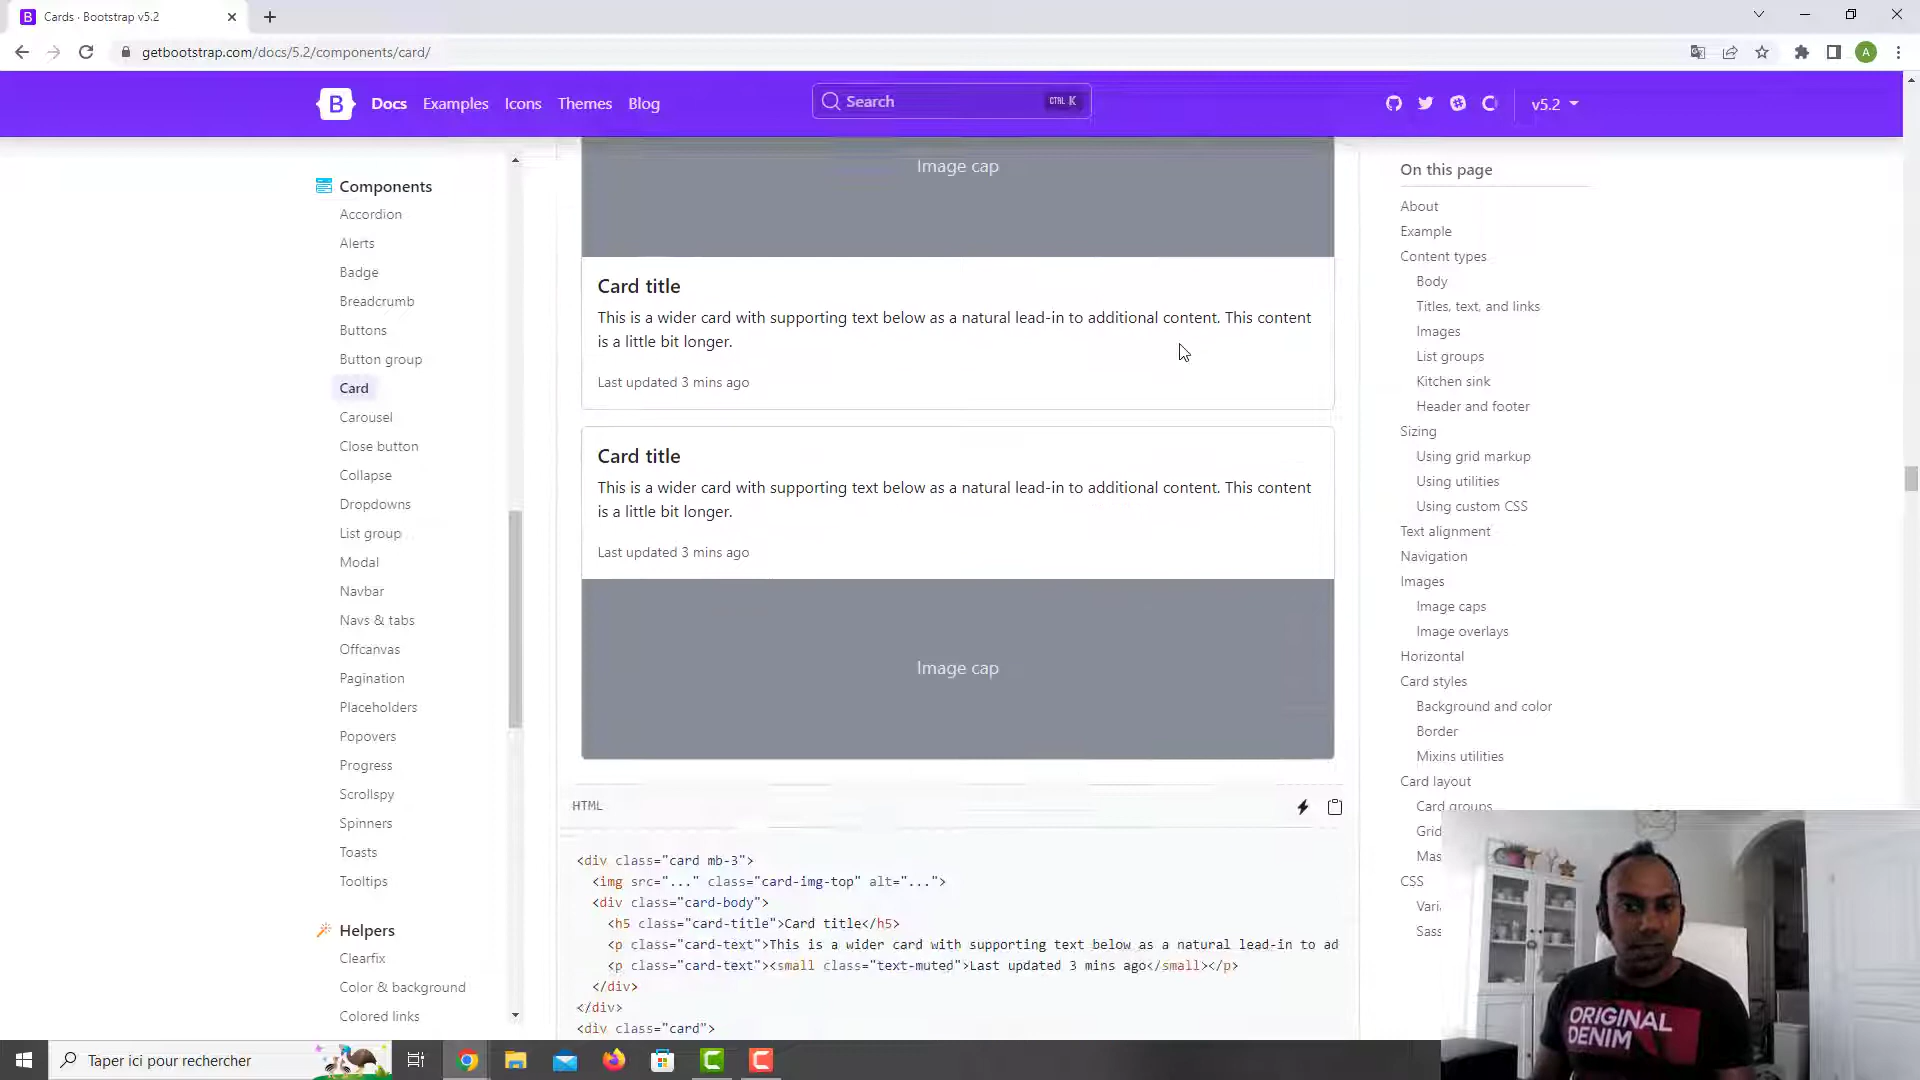 Cards · Bootstrap v5.2
getbootstrap.com/docs/5.2/components/card/
A
B
Docs
Examples
Icons
Themes
Blog
Search
CTRL K
v5.2
Components
Accordion
Alerts
Badge
Breadcrumb
Buttons
Button group
Card
Carousel
Close button
Collapse
Dropdowns
List group
Modal
Navbar
Navs & tabs
Offcanvas
Pagination
Placeholders
Popovers
Progress
Scrollspy
Spinners
Toasts
Tooltips
Helpers
Clearfix
Color & background
Colored links
Image cap
Card title
This is a wider card with supporting text below as a natural lead-in to additional content. This content
is a little bit longer.
Last updated 3 mins ago
Card title
This is a wider card with supporting text below as a natural lead-in to additional content. This content
is a little bit longer.
Last updated 3 mins ago
Image cap
HTML
<div class="card mb-3">
<img src="..." class="card-img-top" alt="...">
<div class="card-body">
<h5 class="card-title">Card title</h5>
<p class="card-text">This is a wider card with supporting text below as a natural lead-in to ad
<p class="card-text"><small class="text-muted">Last updated 3 mins ago</small></p>
</div>
</div>
<div class="card">
On this page
About
Example
Content types
Body
Titles, text, and links
Images
List groups
Kitchen sink
Header and footer
Sizing
Using grid markup
Using utilities
Using custom CSS
Text alignment
Navigation
Images
Image caps
Image overlays
Horizontal
Card styles
Background and color
Border
Mixins utilities
Card layout
Card groups
Grid
Mas
CSS
Varia
Sass
ORIGINAL
DENIM
Taper ici pour rechercher